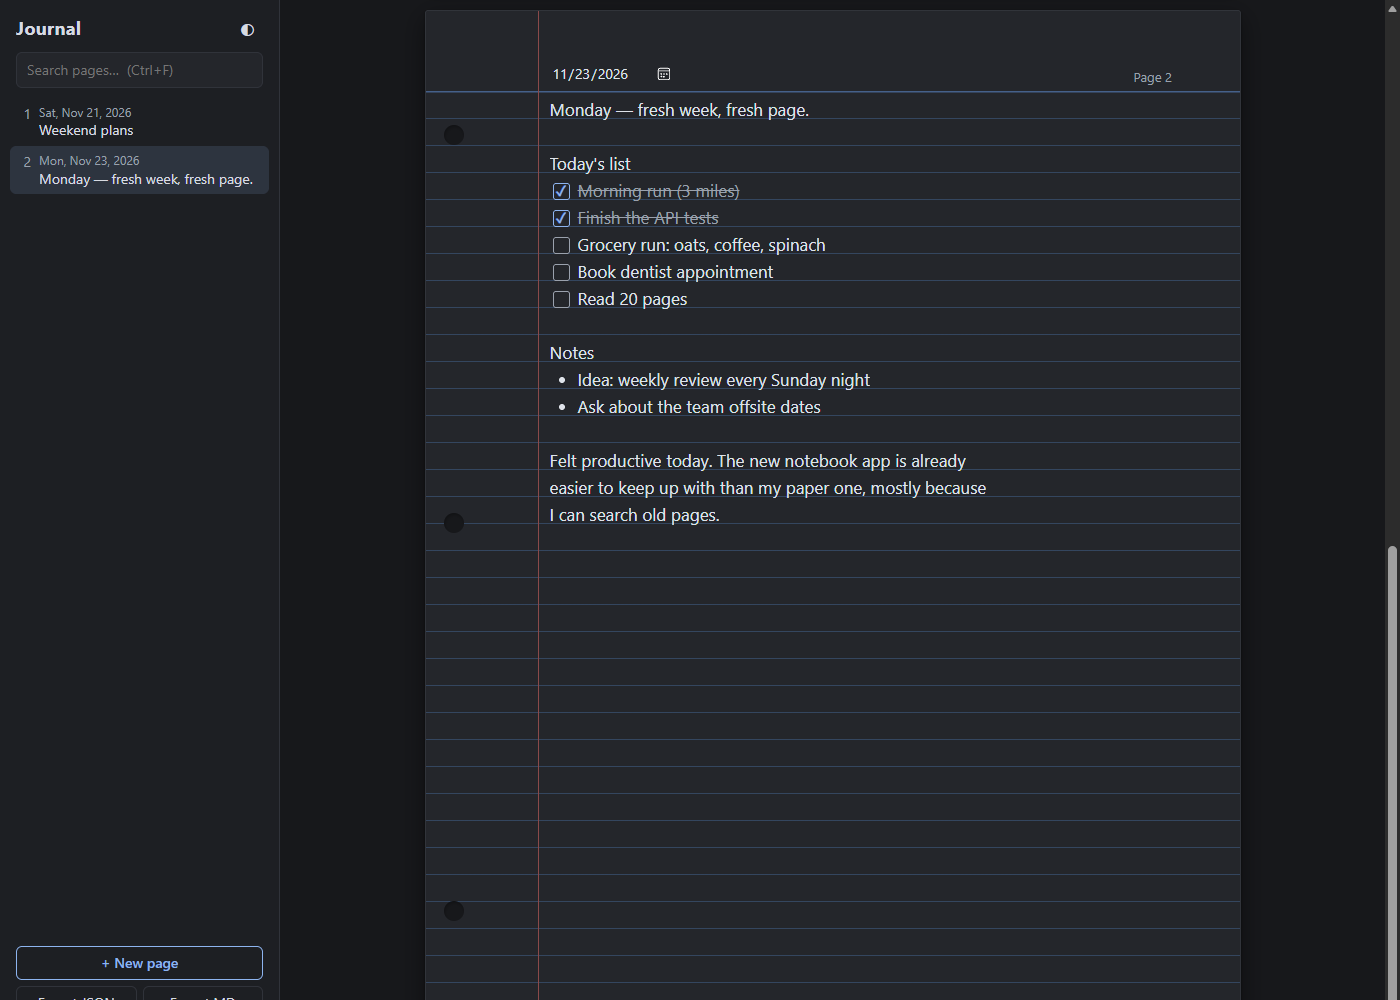 Journal
Search pages... (Ctrl+F)
1 Sat, Nov 21, 2026
Weekend plans
2 Mon, Nov 23, 2026
Monday — fresh week, fresh page.
+ New page
11/23/2026
Page 2
Monday — fresh week, fresh page.
Today's list
Morning run (3 miles)
Finish the API tests
Grocery run: oats, coffee, spinach
Book dentist appointment
Read 20 pages
Notes
• Idea: weekly review every Sunday night
• Ask about the team offsite dates
Felt productive today. The new notebook app is already
easier to keep up with than my paper one, mostly because
I can search old pages.